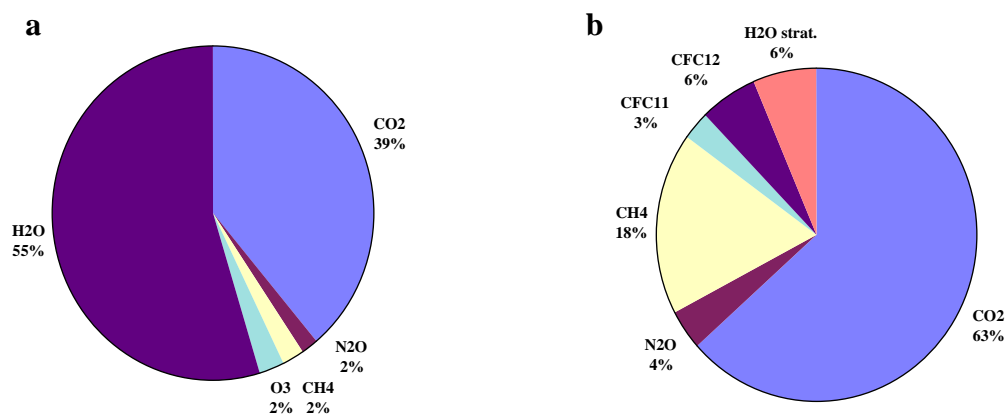 a
CO2
39%
H2O
55%
N2O
2%
O3
2%
CH4
2%
b
H2O strat.
6%
CFC12
6%
CFC11
3%
CH4
18%
N2O
4%
CO2
63%